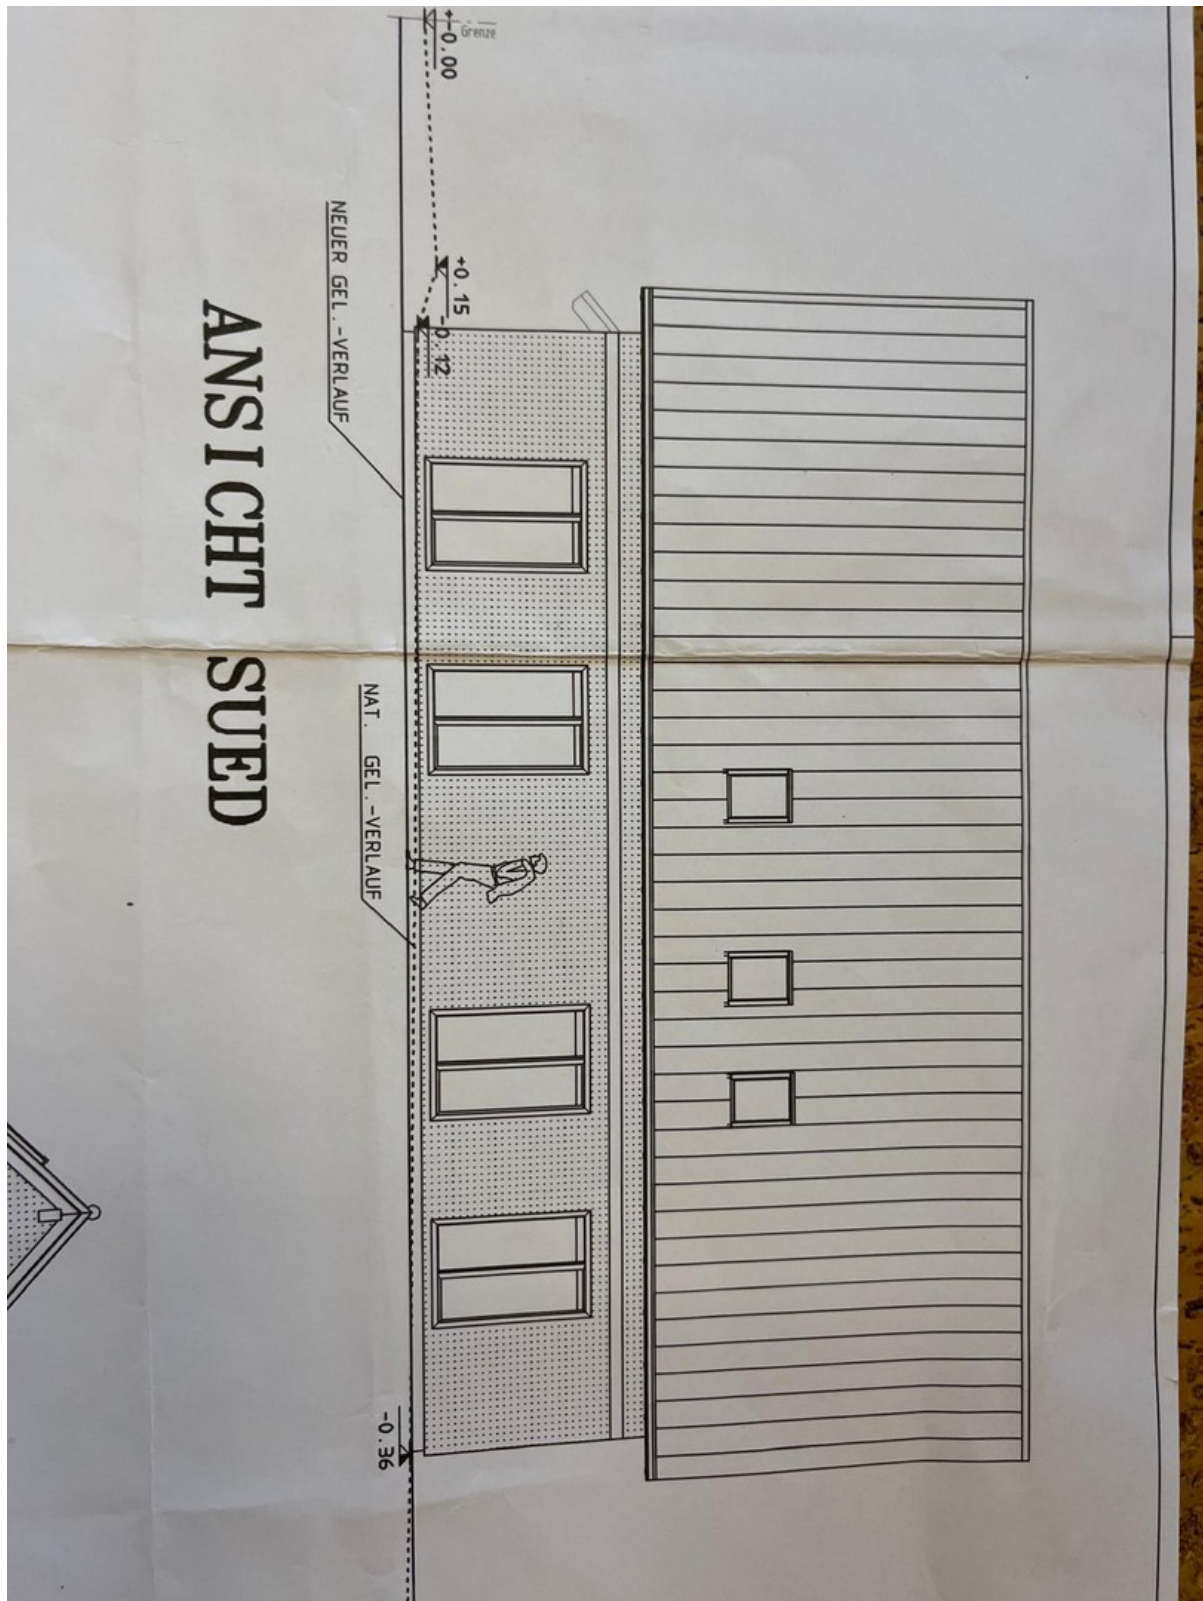 +-0.00
Grenze
+0.15
-0.12
NEUER GEL.-VERLAUF
NAT. GEL.-VERLAUF
-0.36
ANSICHT SUED